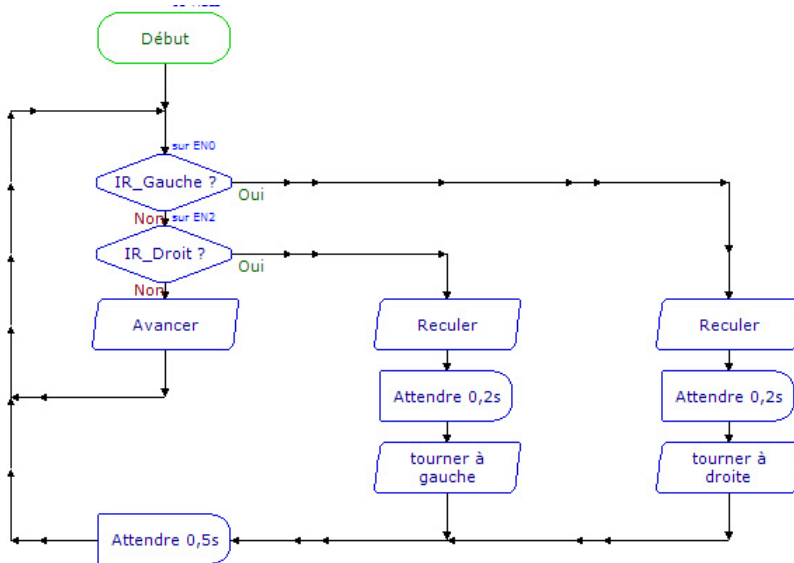 Début
sur EN0
IR_Gauche ?
Oui
Non
sur EN2
IR_Droit ?
Oui
Non
Avancer
Reculer
Reculer
Attendre 0,2s
Attendre 0,2s
tourner à
gauche
tourner à
droite
Attendre 0,5s